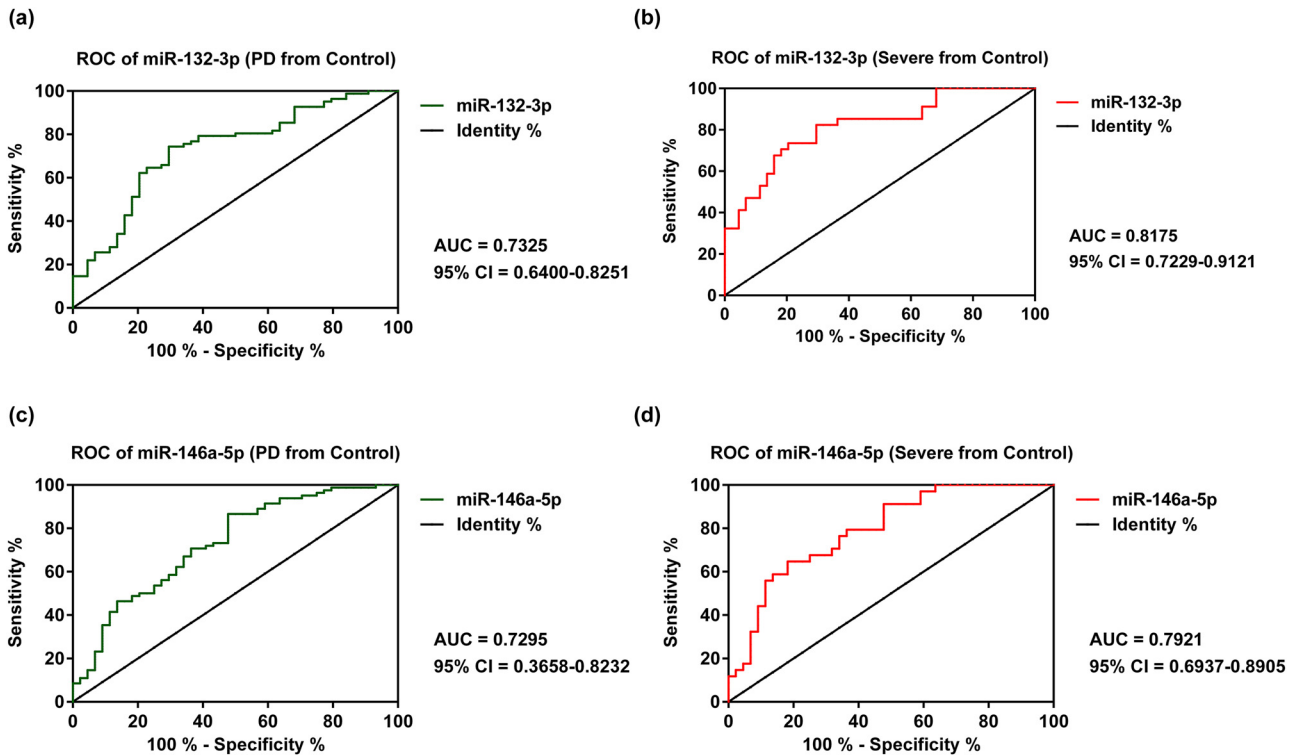 (a)
ROC of miR-132-3p (PD from Control)
100
80
60
40
20
0
Sensitivity %
0 20 40 60 80 100
100 % - Specificity %
miR-132-3p
Identity %
AUC = 0.7325
95% CI = 0.6400-0.8251
(b)
ROC of miR-132-3p (Severe from Control)
100
80
60
40
20
0
Sensitivity %
0 20 40 60 80 100
100 % - Specificity %
miR-132-3p
Identity %
AUC = 0.8175
95% CI = 0.7229-0.9121
(c)
ROC of miR-146a-5p (PD from Control)
100
80
60
40
20
0
Sensitivity %
0 20 40 60 80 100
100 % - Specificity %
miR-146a-5p
Identity %
AUC = 0.7295
95% CI = 0.3658-0.8232
(d)
ROC of miR-146a-5p (Severe from Control)
100
80
60
40
20
0
Sensitivity %
0 20 40 60 80 100
100 % - Specificity %
miR-146a-5p
Identity %
AUC = 0.7921
95% CI = 0.6937-0.8905